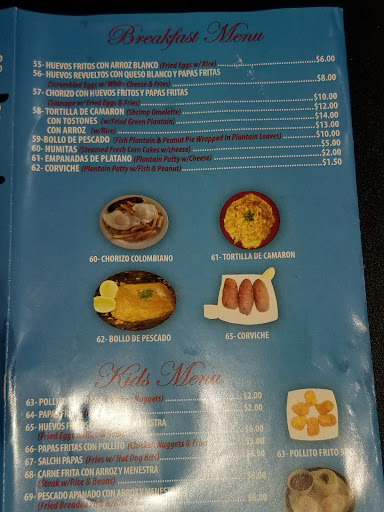 Breakfast Menu
55- HUEVOS FRITOS CON ARROZ BLANCO (Fried Eggs w/ Rice) $6.00
56- HUEVOS REVUELTOS CON QUESO BLANCO Y PAPAS FRITAS
(Scrambled Eggs w/ White Cheese & Fries) $8.00
57- CHORIZO CON HUEVOS FRITOS Y PAPAS FRITAS
(Sausage w/ Fried Eggs & Fries) $10.00
58- TORTILLA DE CAMARON (Shrimp Omelette) $12.00
CON TOSTONES (w/Fried Green Plantain) $14.00
CON ARROZ (w/Rice) $13.00
59-BOLLO DE PESCADO (Fish Plantain & Peanut Pie Wrapped In Plantain Leaves) $10.00
60- HUMITAS (Steamed Fresh Corn Cakes w/cheese) $5.00
61- EMPANADAS DE PLATANO (Plantain Patty w/Cheese) $2.00
62- CORVICHE (Plantain Patty w/Fish & Peanut) $1.50
60- CHORIZO COLOMBIANO
61- TORTILLA DE CAMARON
62- BOLLO DE PESCADO
65- CORVICHE
Kids Menu
63- POLLITO Nuggets) $2.00
64- PAPAS $2.00
65- HUEVOS
(Fried Eggs
66- PAPAS FRITAS CON POLLITO (Chicken Nuggets &
67- SALCHI PAPAS (Fries w/ Hot Dog Bits)
68- CARNE FRITA CON ARROZ Y MENESTRA
(Steak w/Rice & Beans)
69- PESCADO APANADO CON ARROZ Y
(Fried Breaded
63- POLLITO FRITO